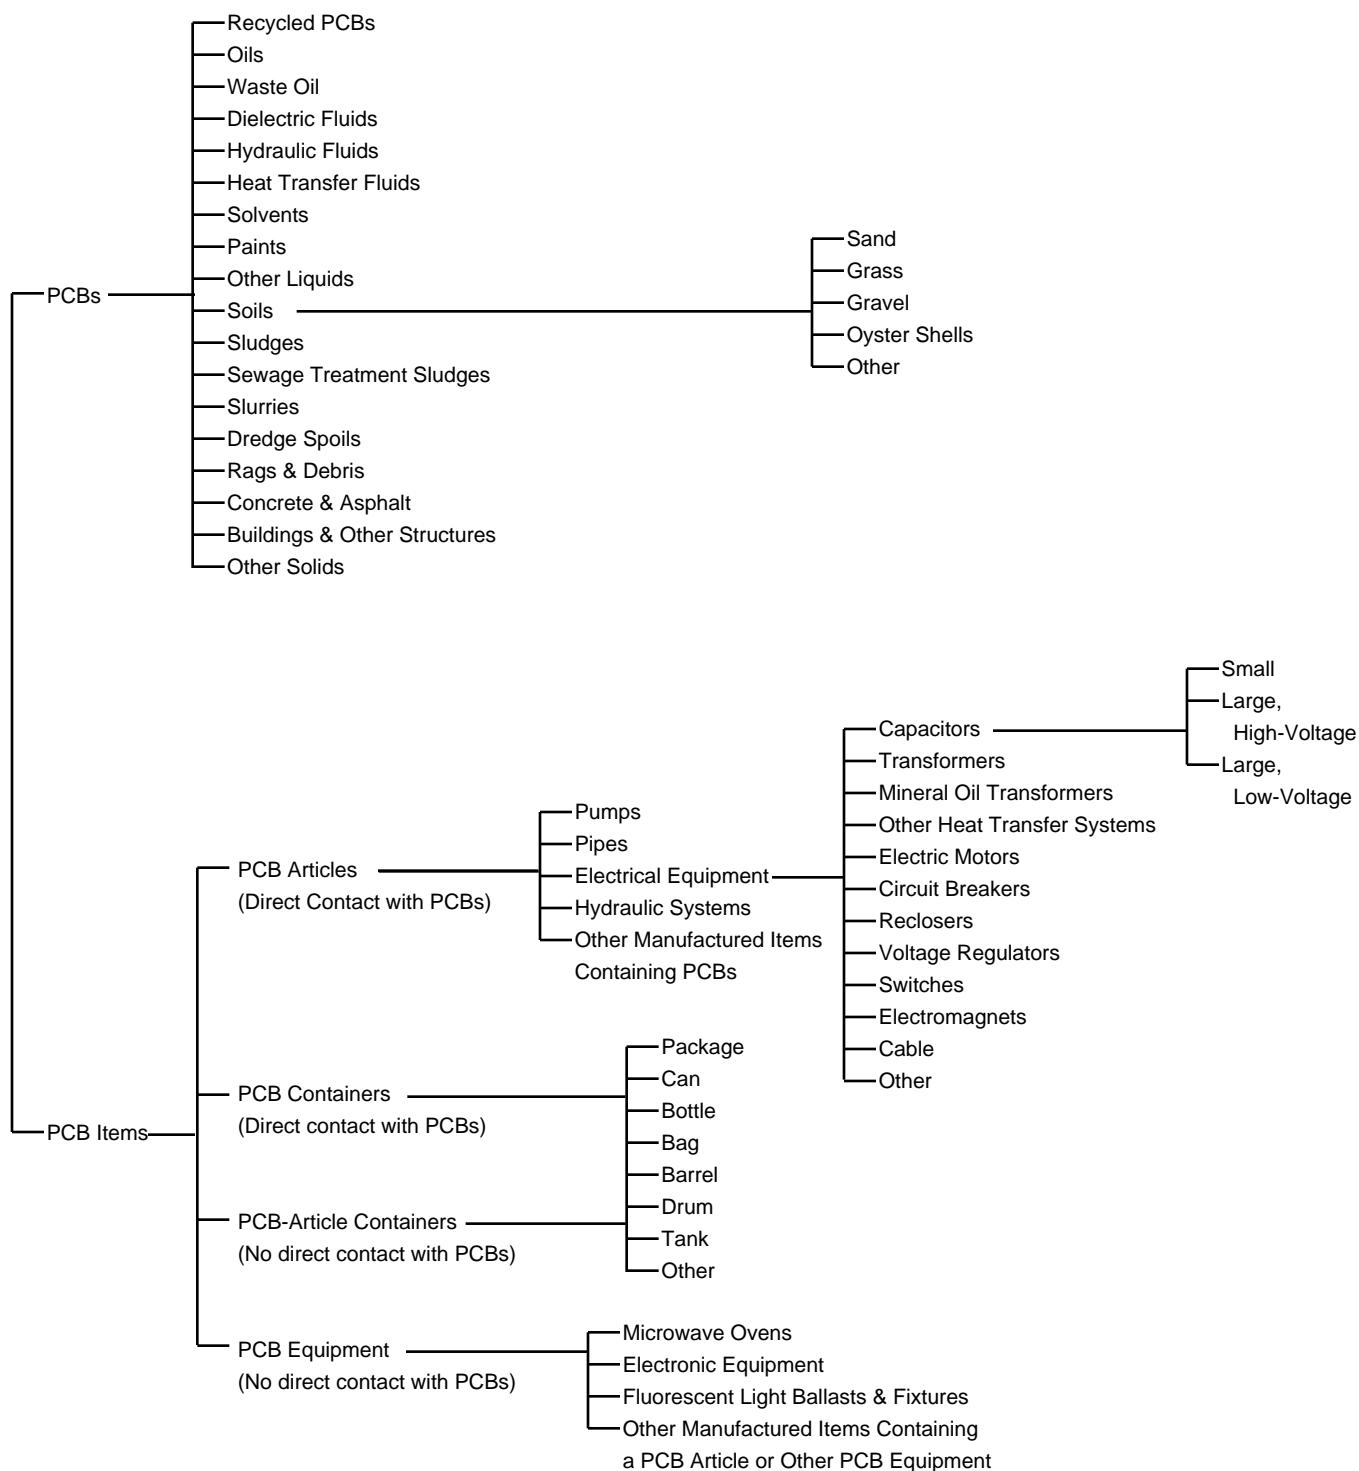 Recycled PCBs
Oils
Waste Oil
Dielectric Fluids
Hydraulic Fluids
Heat Transfer Fluids
Solvents
Paints
Other Liquids
Soils
Sludges
Sewage Treatment Sludges
Slurries
Dredge Spoils
Rags & Debris
Concrete & Asphalt
Buildings & Other Structures
Other Solids
PCBs
Sand
Grass
Gravel
Oyster Shells
Other
PCB Items
PCB Articles
(Direct Contact with PCBs)
Pumps
Pipes
Electrical Equipment
Hydraulic Systems
Other Manufactured Items
Containing PCBs
Capacitors
Transformers
Mineral Oil Transformers
Other Heat Transfer Systems
Electric Motors
Circuit Breakers
Reclosers
Voltage Regulators
Switches
Electromagnets
Cable
Other
Small
Large,
High-Voltage
Large,
Low-Voltage
PCB Containers
(Direct contact with PCBs)
PCB-Article Containers
(No direct contact with PCBs)
Package
Can
Bottle
Bag
Barrel
Drum
Tank
Other
PCB Equipment
(No direct contact with PCBs)
Microwave Ovens
Electronic Equipment
Fluorescent Light Ballasts & Fixtures
Other Manufactured Items Containing
a PCB Article or Other PCB Equipment